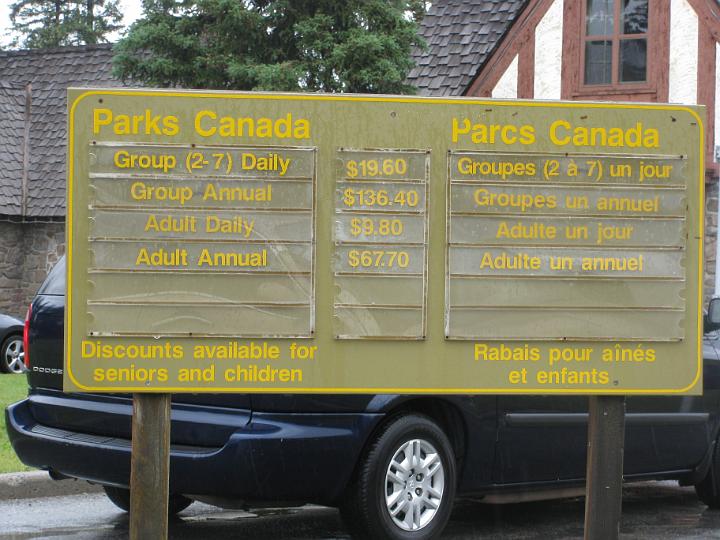 Parks Canada
Parcs Canada
Group (2-7) Daily $19.60 Groupes (2 à 7) un jour
Group Annual $136.40 Groupes un annuel
Adult Daily $9.80 Adulte un jour
Adult Annual $67.70 Adulte un annuel
Discounts available for
seniors and children
Rabais pour aînés
et enfants
DODGE